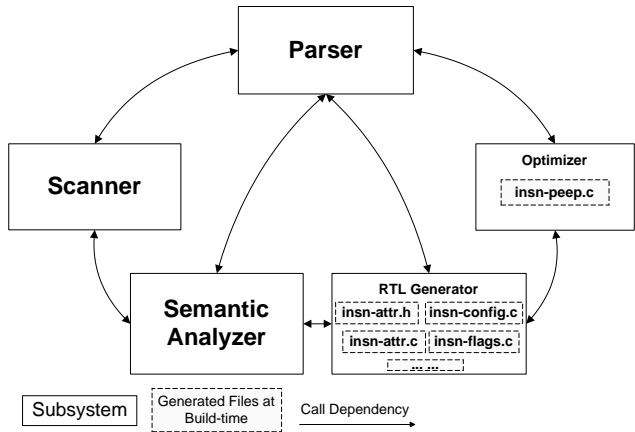 Parser
Scanner
Optimizer
insn-peep.c
Semantic
Analyzer
RTL Generator
insn-attr.h
insn-config.c
insn-attr.c
insn-flags.c
... ...
Subsystem
Generated Files at
Build-time
Call Dependency